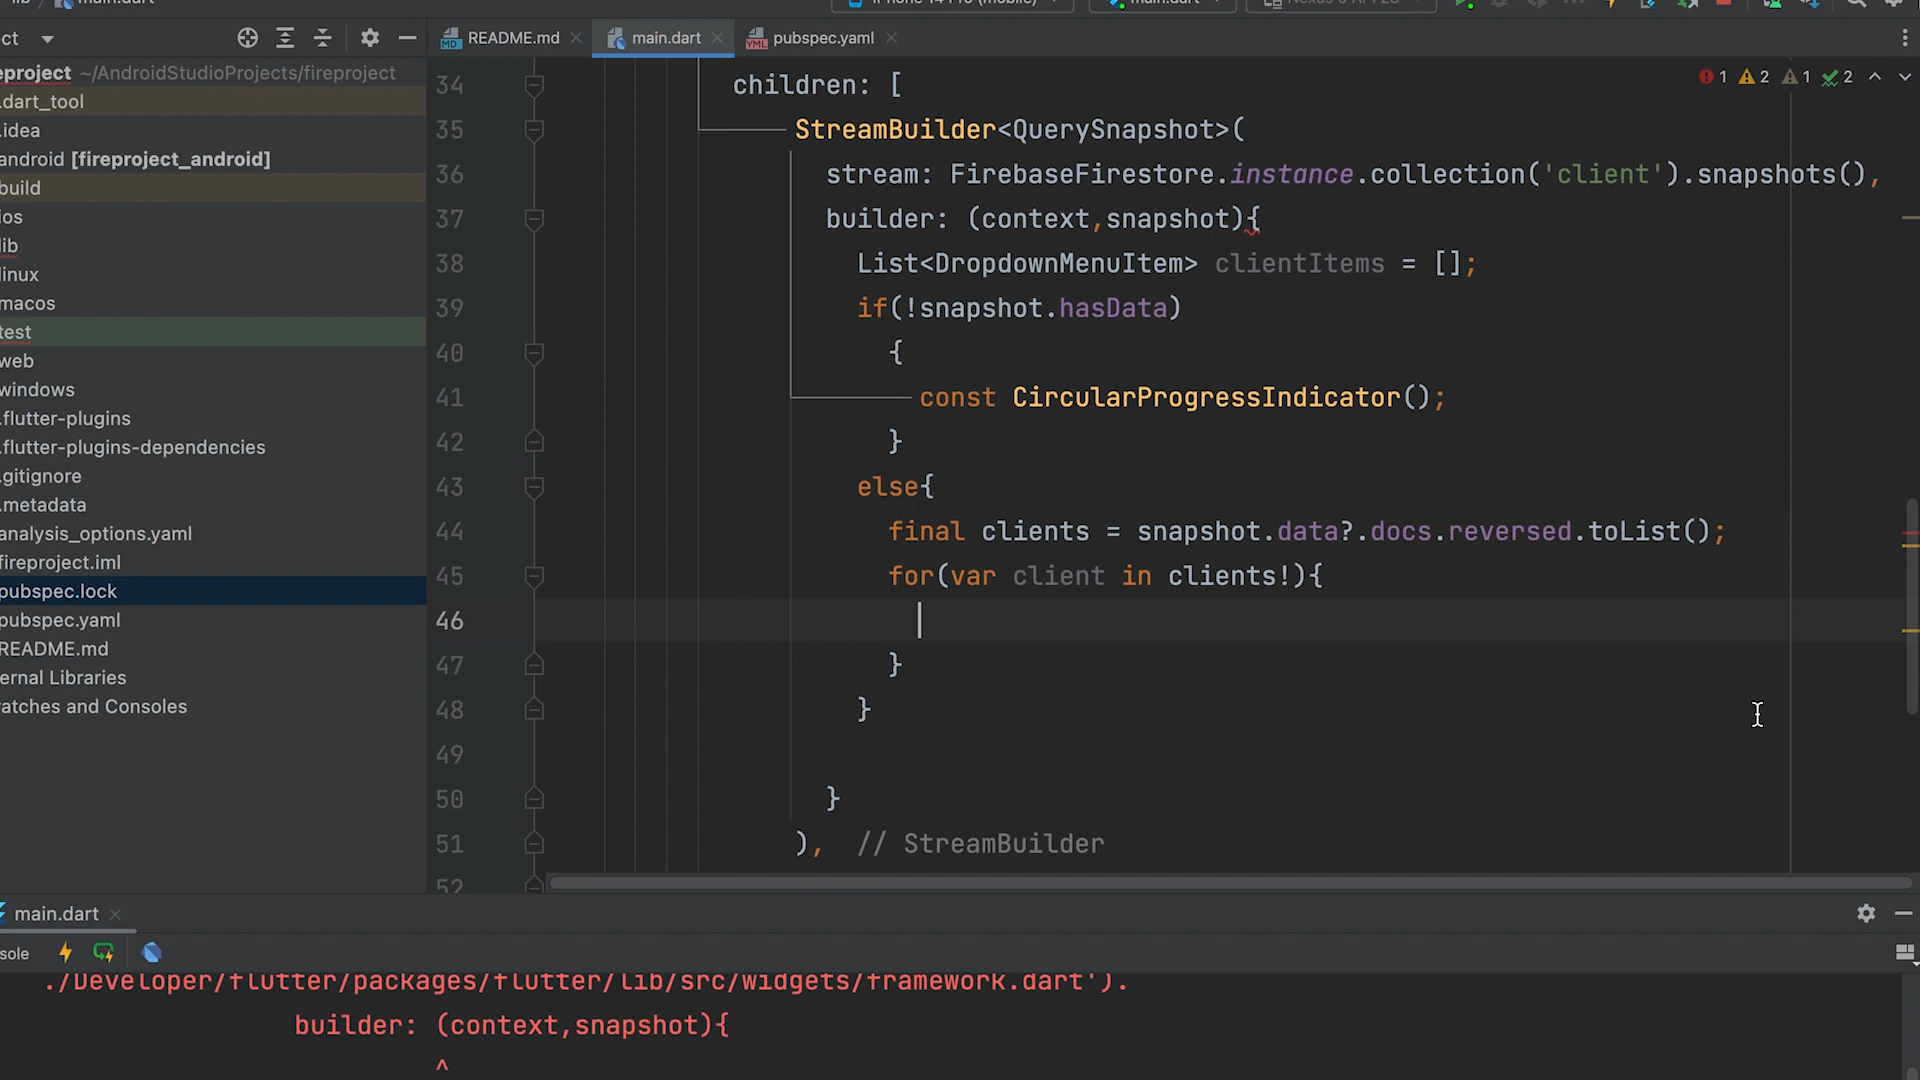 main.dart
README.md
main.dart
pubspec.yaml
eproject ~/AndroidStudioProjects/fireproject
.dart_tool
.idea
android [fireproject_android]
build
ios
lib
linux
macos
test
web
windows
.flutter-plugins
.flutter-plugins-dependencies
.gitignore
.metadata
analysis_options.yaml
fireproject.iml
pubspec.lock
pubspec.yaml
README.md
ernal Libraries
ratches and Consoles
1 2 1 2
34 children: [
35 StreamBuilder<QuerySnapshot>(
36 stream: FirebaseFirestore.instance.collection('client').snapshots(),
37 builder: (context,snapshot){
38 List<DropdownMenuItem> clientItems = [];
39 if(!snapshot.hasData)
40 {
41 const CircularProgressIndicator();
42 }
43 else{
44 final clients = snapshot.data?.docs.reversed.toList();
45 for(var client in clients!){
46
47 }
48 }
49
50 }
51 ), // StreamBuilder
52
main.dart
sole
./Developer/flutter/packages/flutter/lib/src/widgets/framework.dart').
builder: (context,snapshot){
^